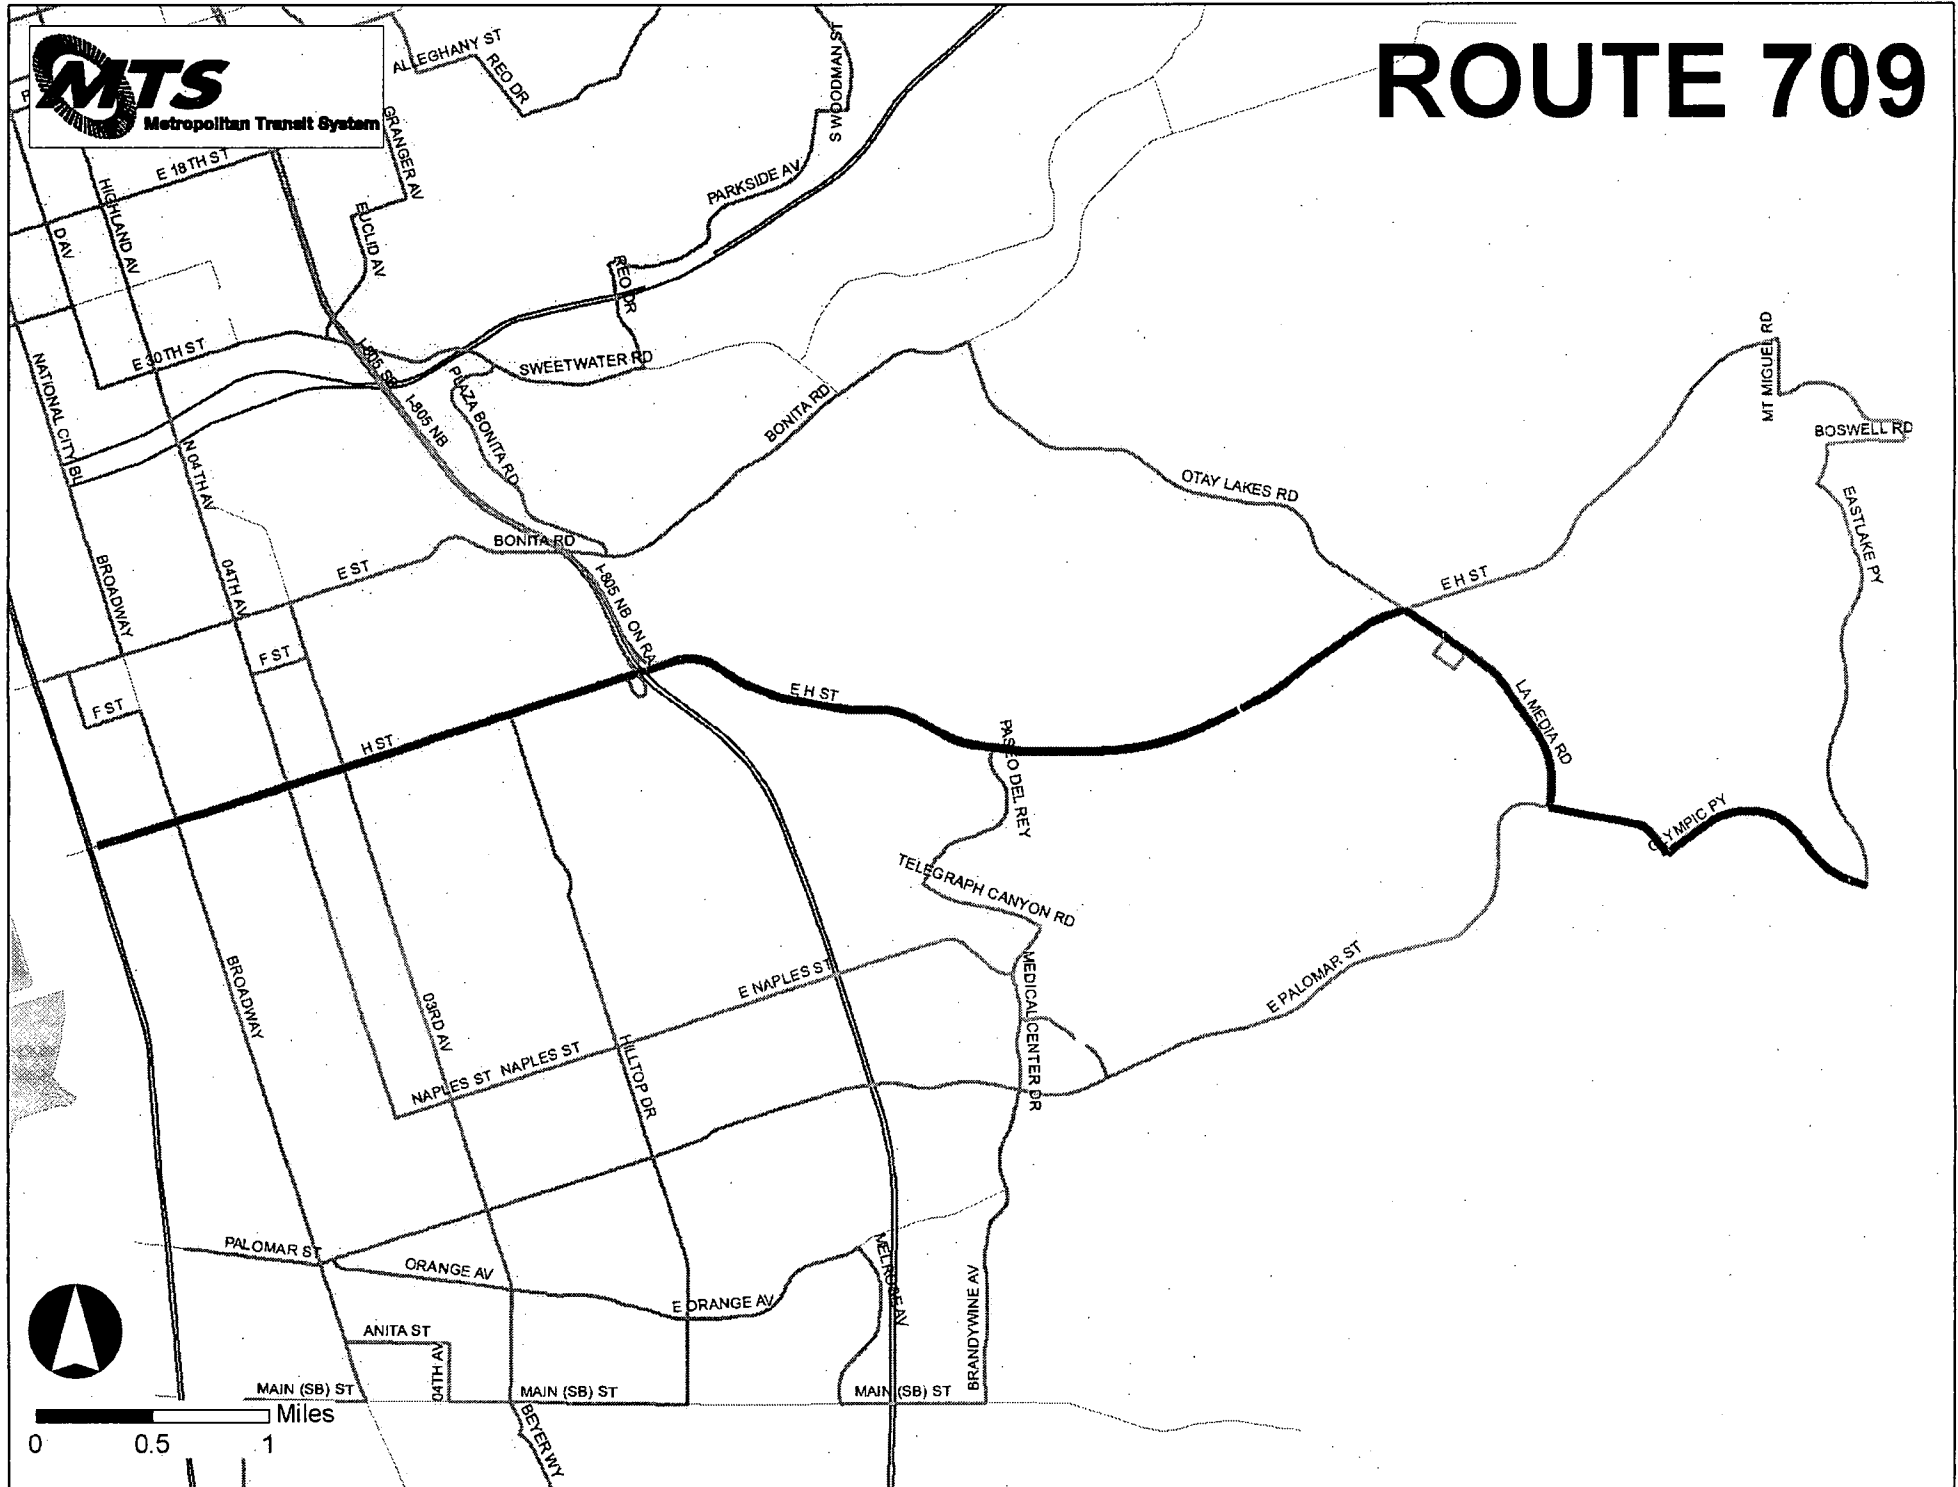 ROUTE 709
MTS
Metropolitan Transit System
ALLEGHANY ST
REO DR
S WOODMAN ST
GRANGER AV
E 18TH ST
HIGHLAND AV
D AV
EUCLID AV
PARKSIDE AV
REO DR
E 30TH ST
I-805 SB
SWEETWATER RD
MT MIGUEL RD
NATIONAL CITY BL
PLAZA BONITA RD
I-805 NB
BONITA RD
BOSWELL RD
N 04TH AV
OTAY LAKES RD
EASTLAKE PY
BONITA RD
BROADWAY
E ST
04TH AV
I-805 NB ON RA
E H ST
F ST
F ST
E H ST
LA MEDIA RD
H ST
PASEO DEL REY
OLYMPIC PY
TELEGRAPH CANYON RD
BROADWAY
E NAPLES ST
MEDICAL CENTER DR
E PALOMAR ST
03RD AV
NAPLES ST
NAPLES ST
HILLTOP DR
PALOMAR ST
ORANGE AV
MELROSE AV
E ORANGE AV
BRANDYWINE AV
ANITA ST
04TH AV
MAIN (SB) ST
MAIN (SB) ST
MAIN (SB) ST
BEYER WY
Miles
0 0.5 1